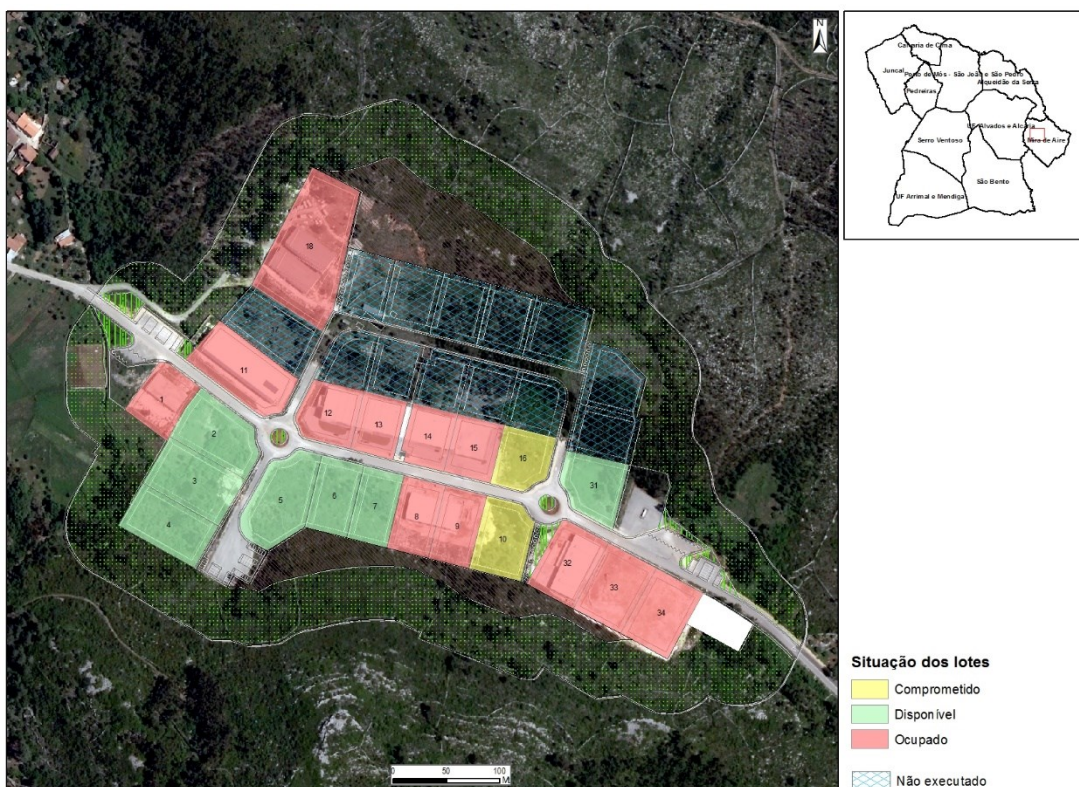 N
18
11
1
2
12
13
14
15
16
3
31
5
6
7
8
9
4
10
32
33
34
0 50 100
M
Calvaria de Cima
Juncal
Porto de Mós - São João e São Pedro
Alqueidão da Serra
Pedreiras
UF Alvados e Alcaria
Serro Ventoso
Mira de Aire
São Bento
UF Arrimal e Mendiga
Situação dos lotes
Comprometido
Disponível
Ocupado
Não executado